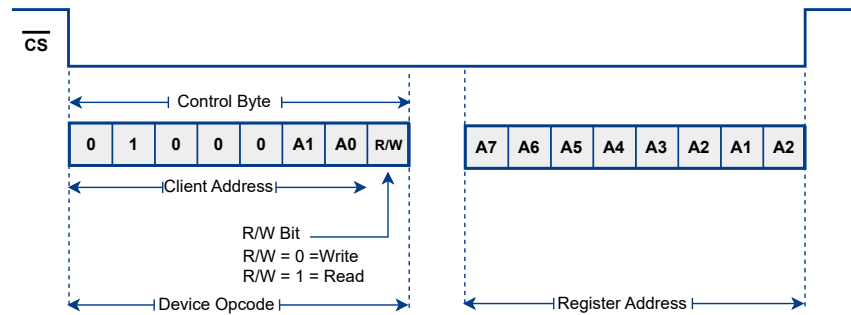 CS
Control Byte
0 1 0 0 0 A1 A0 R/W
A7 A6 A5 A4 A3 A2 A1 A2
Client Address
R/W Bit
R/W = 0 =Write
R/W = 1 = Read
Device Opcode
Register Address